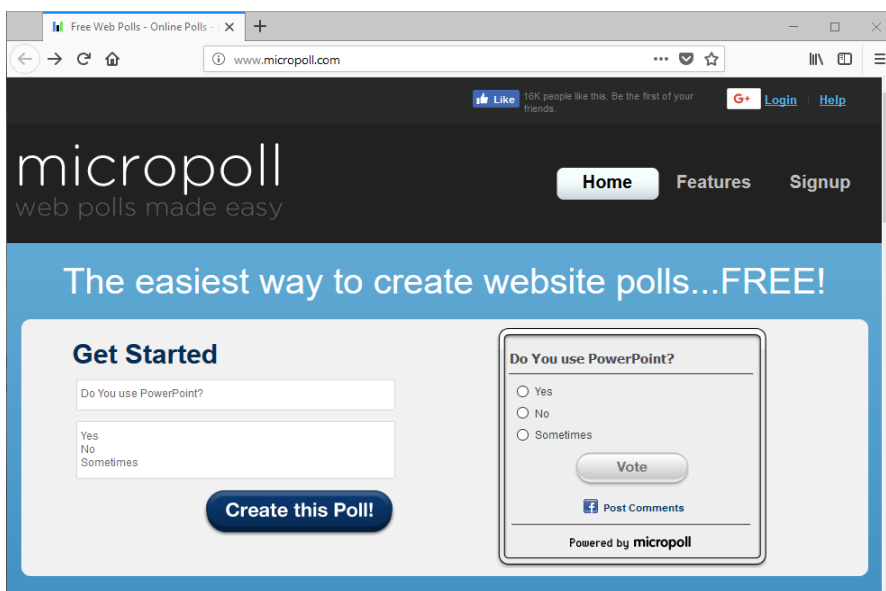 Free Web Polls - Online Polls -
www.micropoll.com
Like
16K people like this. Be the first of your
friends.
G+
Login
Help
micropoll
web polls made easy
Home
Features
Signup
The easiest way to create website polls...FREE!
Get Started
Do You use PowerPoint?
Yes
No
Sometimes
Create this Poll!
Do You use PowerPoint?
Yes
No
Sometimes
Vote
Post Comments
Powered by micropoll